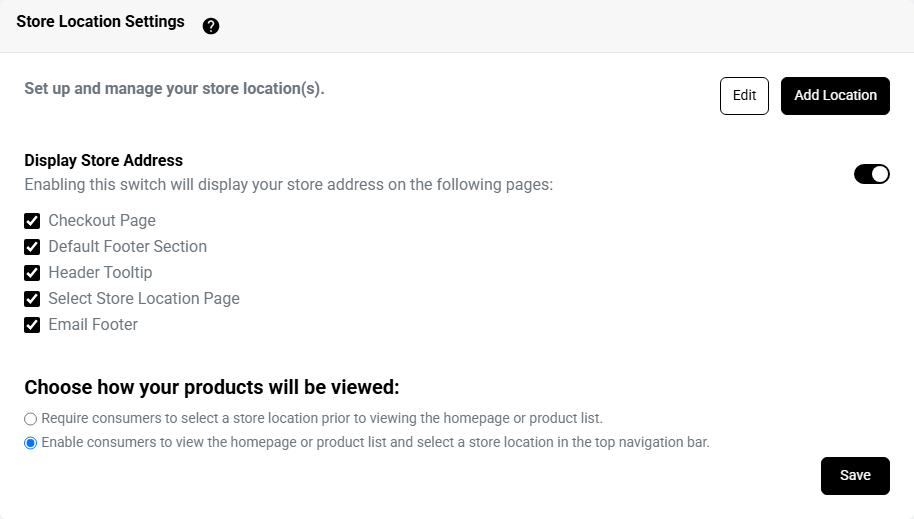 Store Location Settings ?
Set up and manage your store location(s).
Edit
Add Location
Display Store Address
Enabling this switch will display your store address on the following pages:
Checkout Page
Default Footer Section
Header Tooltip
Select Store Location Page
Email Footer
Choose how your products will be viewed:
Require consumers to select a store location prior to viewing the homepage or product list.
Enable consumers to view the homepage or product list and select a store location in the top navigation bar.
Save